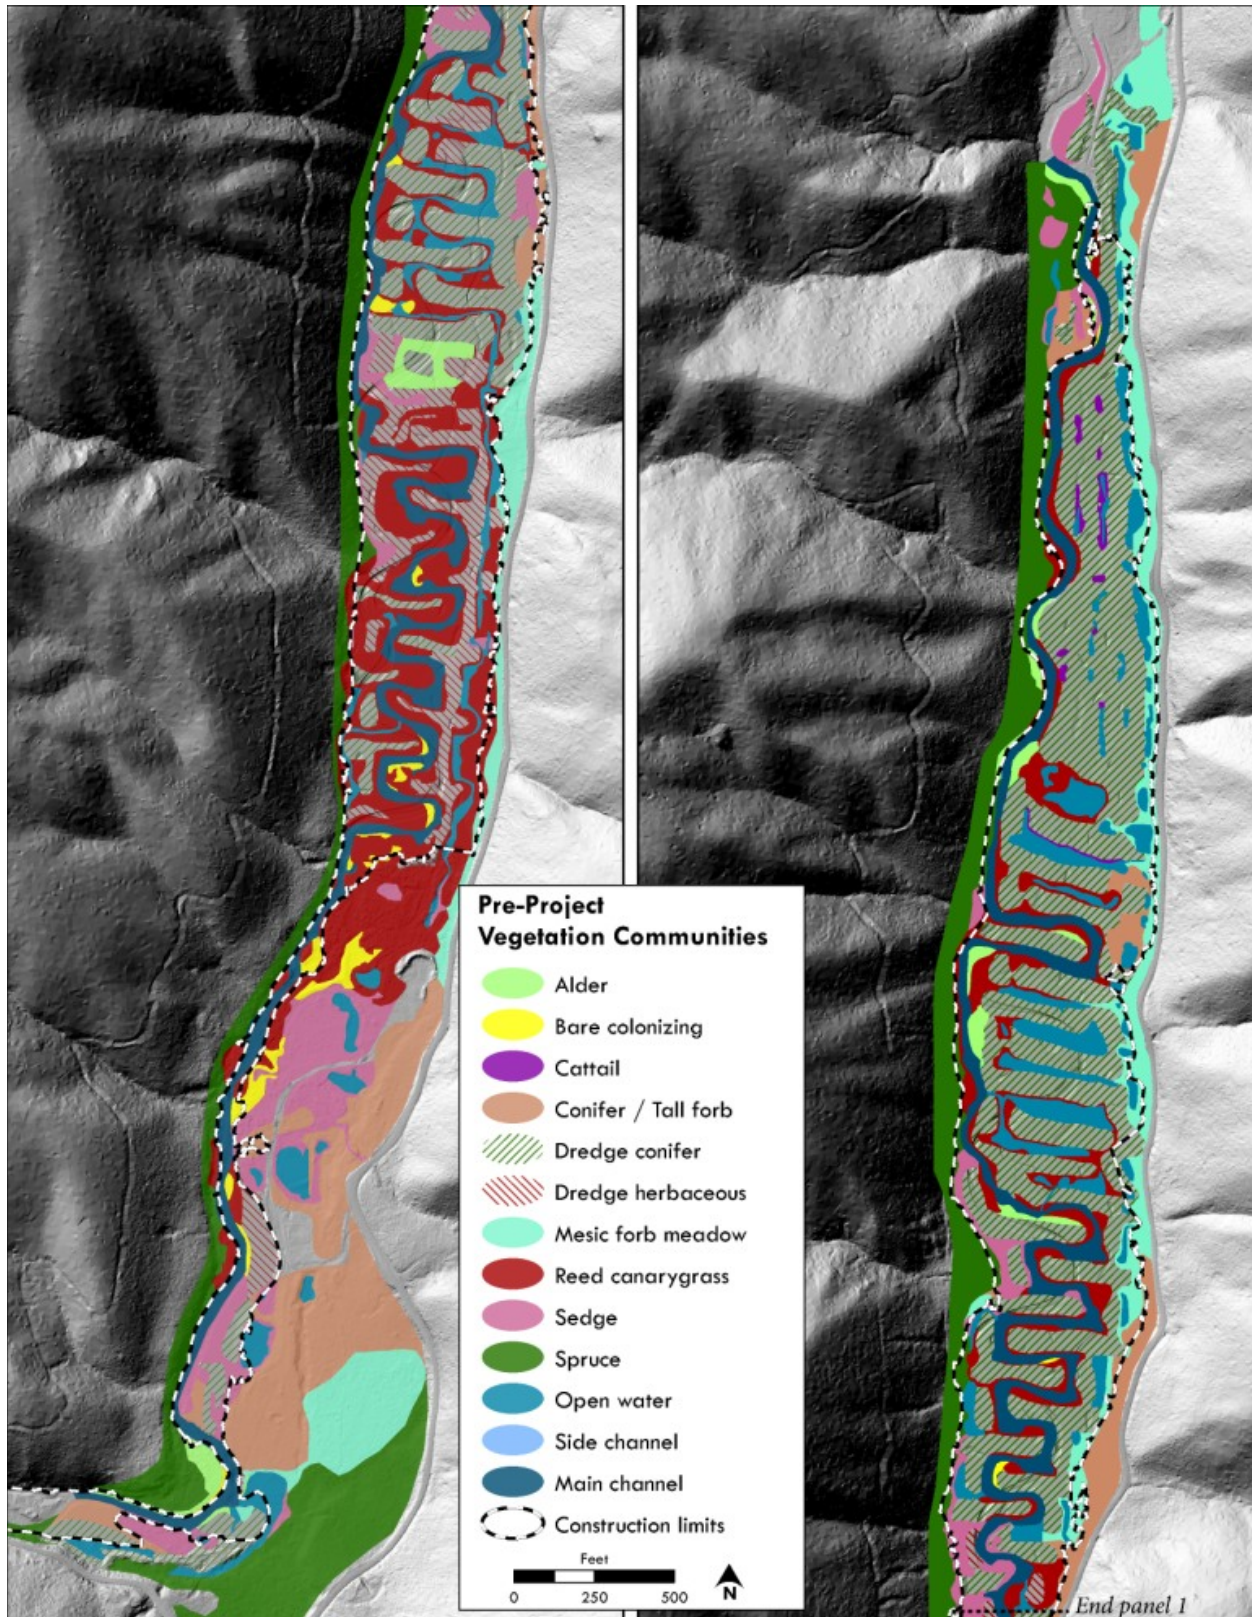 Pre-Project
Vegetation Communities
Alder
Bare colonizing
Cattail
Conifer / Tall forb
Dredge conifer
Dredge herbaceous
Mesic forb meadow
Reed canarygrass
Sedge
Spruce
Open water
Side channel
Main channel
Construction limits
Feet
0 250 500
N
End panel 1